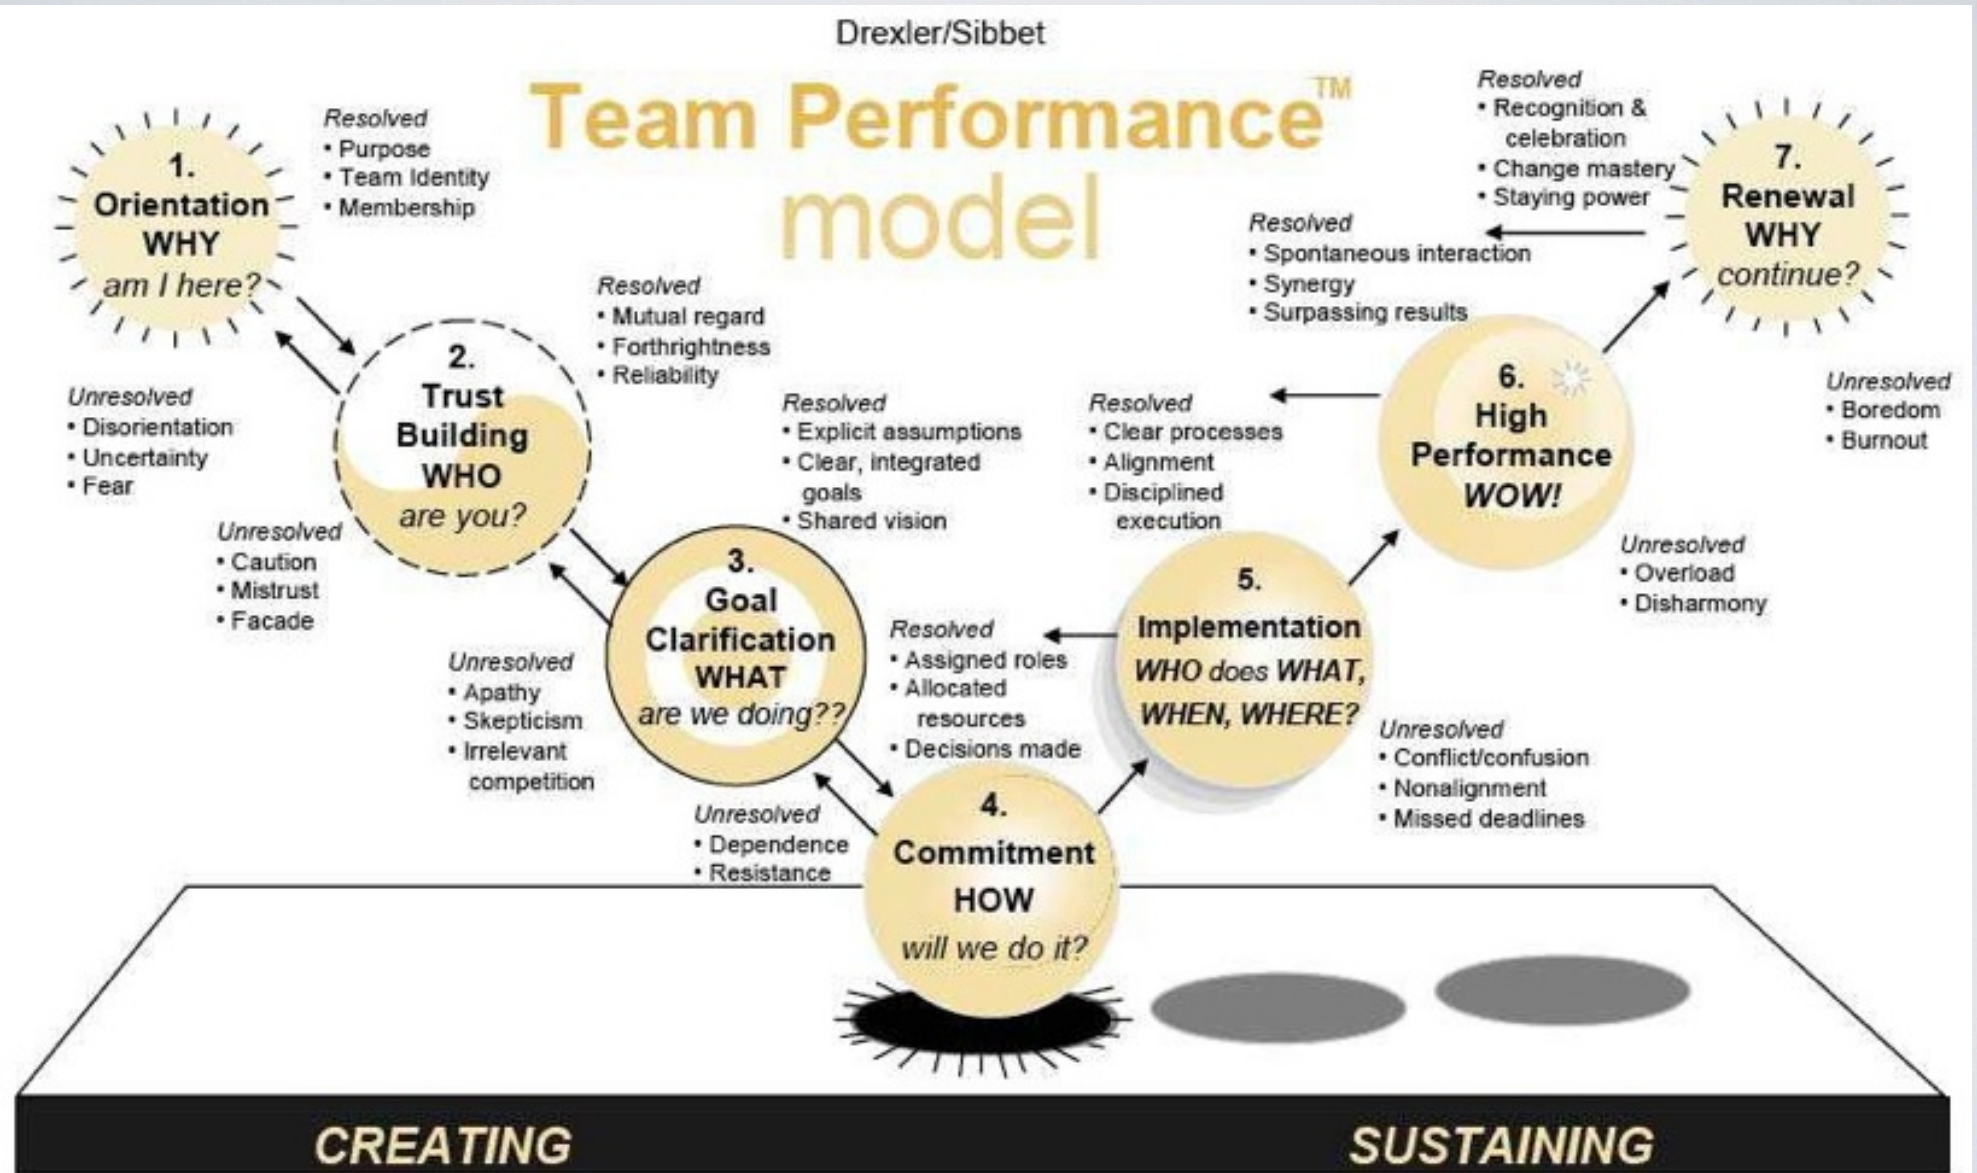 Drexler/Sibbet
Team Performance™
model
1.
Orientation
WHY
am I here?
Resolved
• Purpose
• Team Identity
• Membership
Unresolved
• Disorientation
• Uncertainty
• Fear
2.
Trust
Building
WHO
are you?
Resolved
• Mutual regard
• Forthrightness
• Reliability
Unresolved
• Caution
• Mistrust
• Facade
3.
Goal
Clarification
WHAT
are we doing??
Resolved
• Explicit assumptions
• Clear, integrated
goals
• Shared vision
Unresolved
• Apathy
• Skepticism
• Irrelevant
competition
4.
Commitment
HOW
will we do it?
Resolved
• Assigned roles
• Allocated
resources
• Decisions made
Unresolved
• Dependence
• Resistance
5.
Implementation
WHO does WHAT,
WHEN, WHERE?
Resolved
• Clear processes
• Alignment
• Disciplined
execution
Unresolved
• Conflict/confusion
• Nonalignment
• Missed deadlines
6.
High
Performance
WOW!
Resolved
• Spontaneous interaction
• Synergy
• Surpassing results
Unresolved
• Overload
• Disharmony
7.
Renewal
WHY
continue?
Resolved
• Recognition &
celebration
• Change mastery
• Staying power
Unresolved
• Boredom
• Burnout
CREATING
SUSTAINING